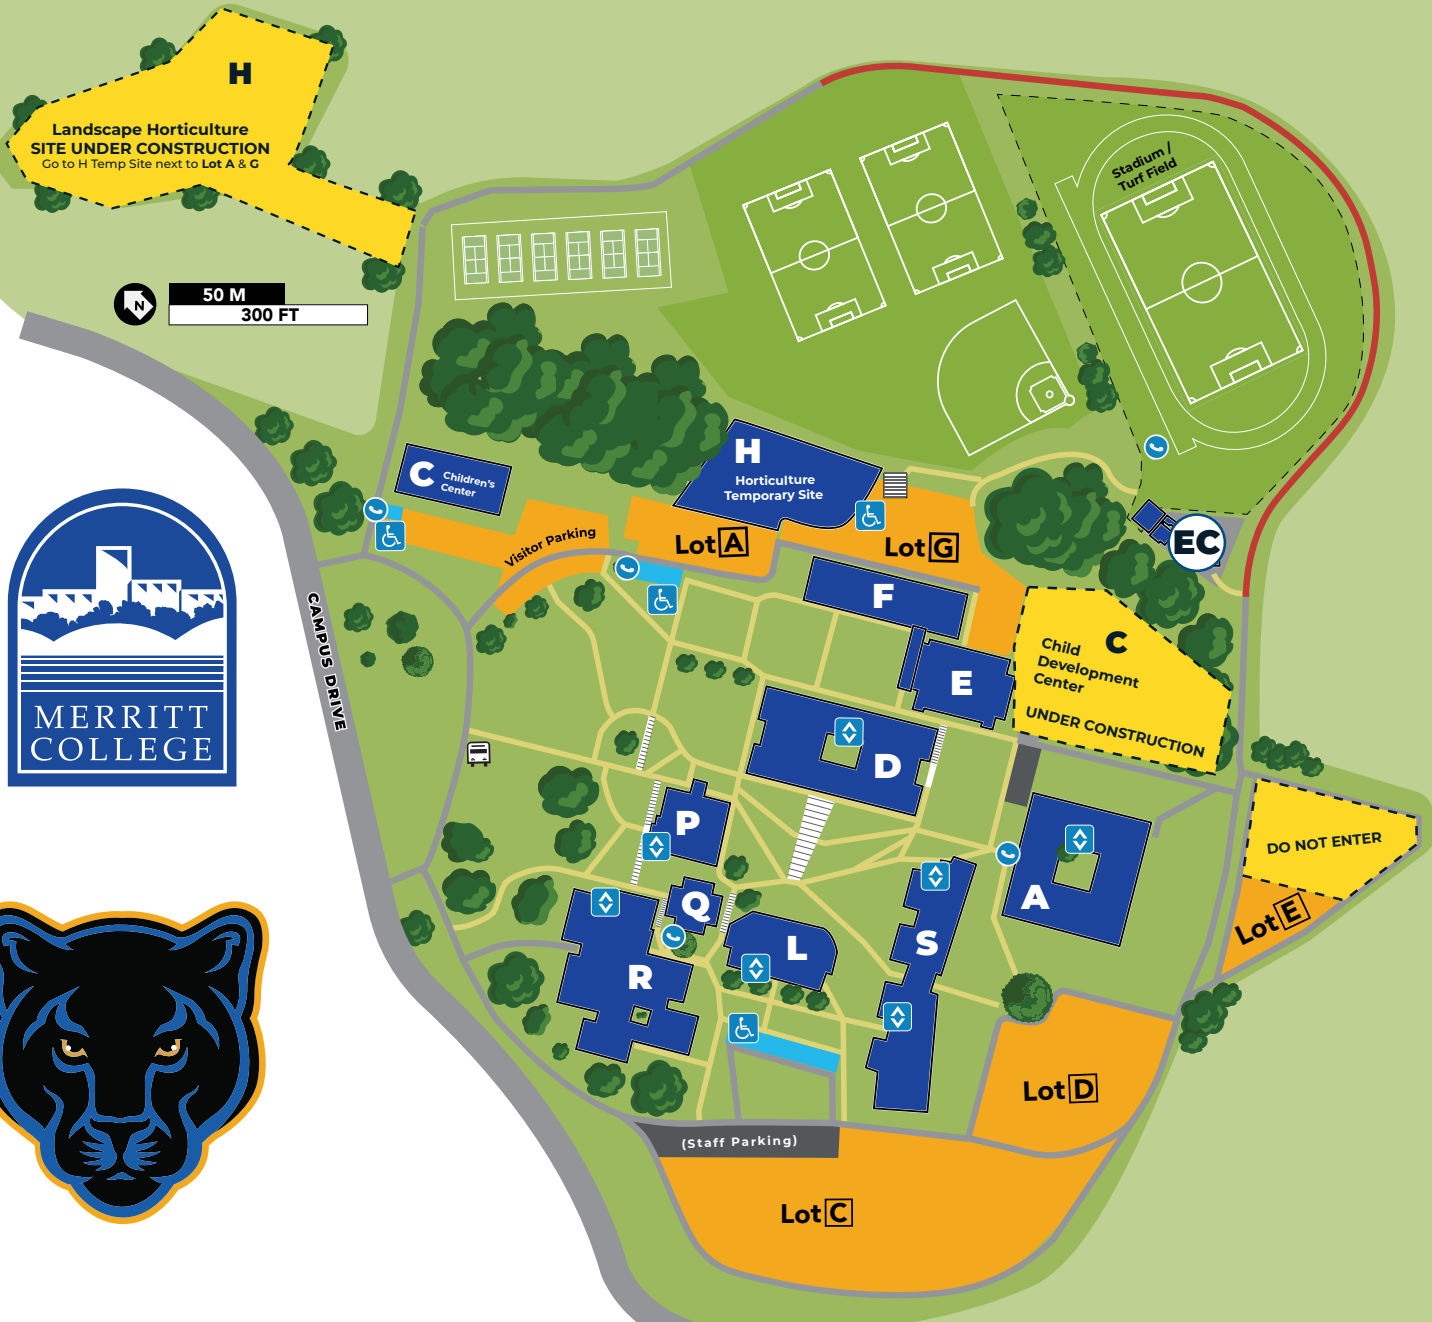 H
Landscape Horticulture
SITE UNDER CONSTRUCTION
Go to H Temp Site next to Lot A & G
N
50 M
300 FT
Stadium /
Turf Field
C
Children's
Center
H
Horticulture
Temporary Site
Visitor Parking
Lot A
Lot G
EC
F
E
C
Child
Development
Center
UNDER CONSTRUCTION
CAMPUS DRIVE
MERRITT
COLLEGE
D
P
DO NOT ENTER
A
Lot E
Q
L
S
R
Lot D
(Staff Parking)
Lot C